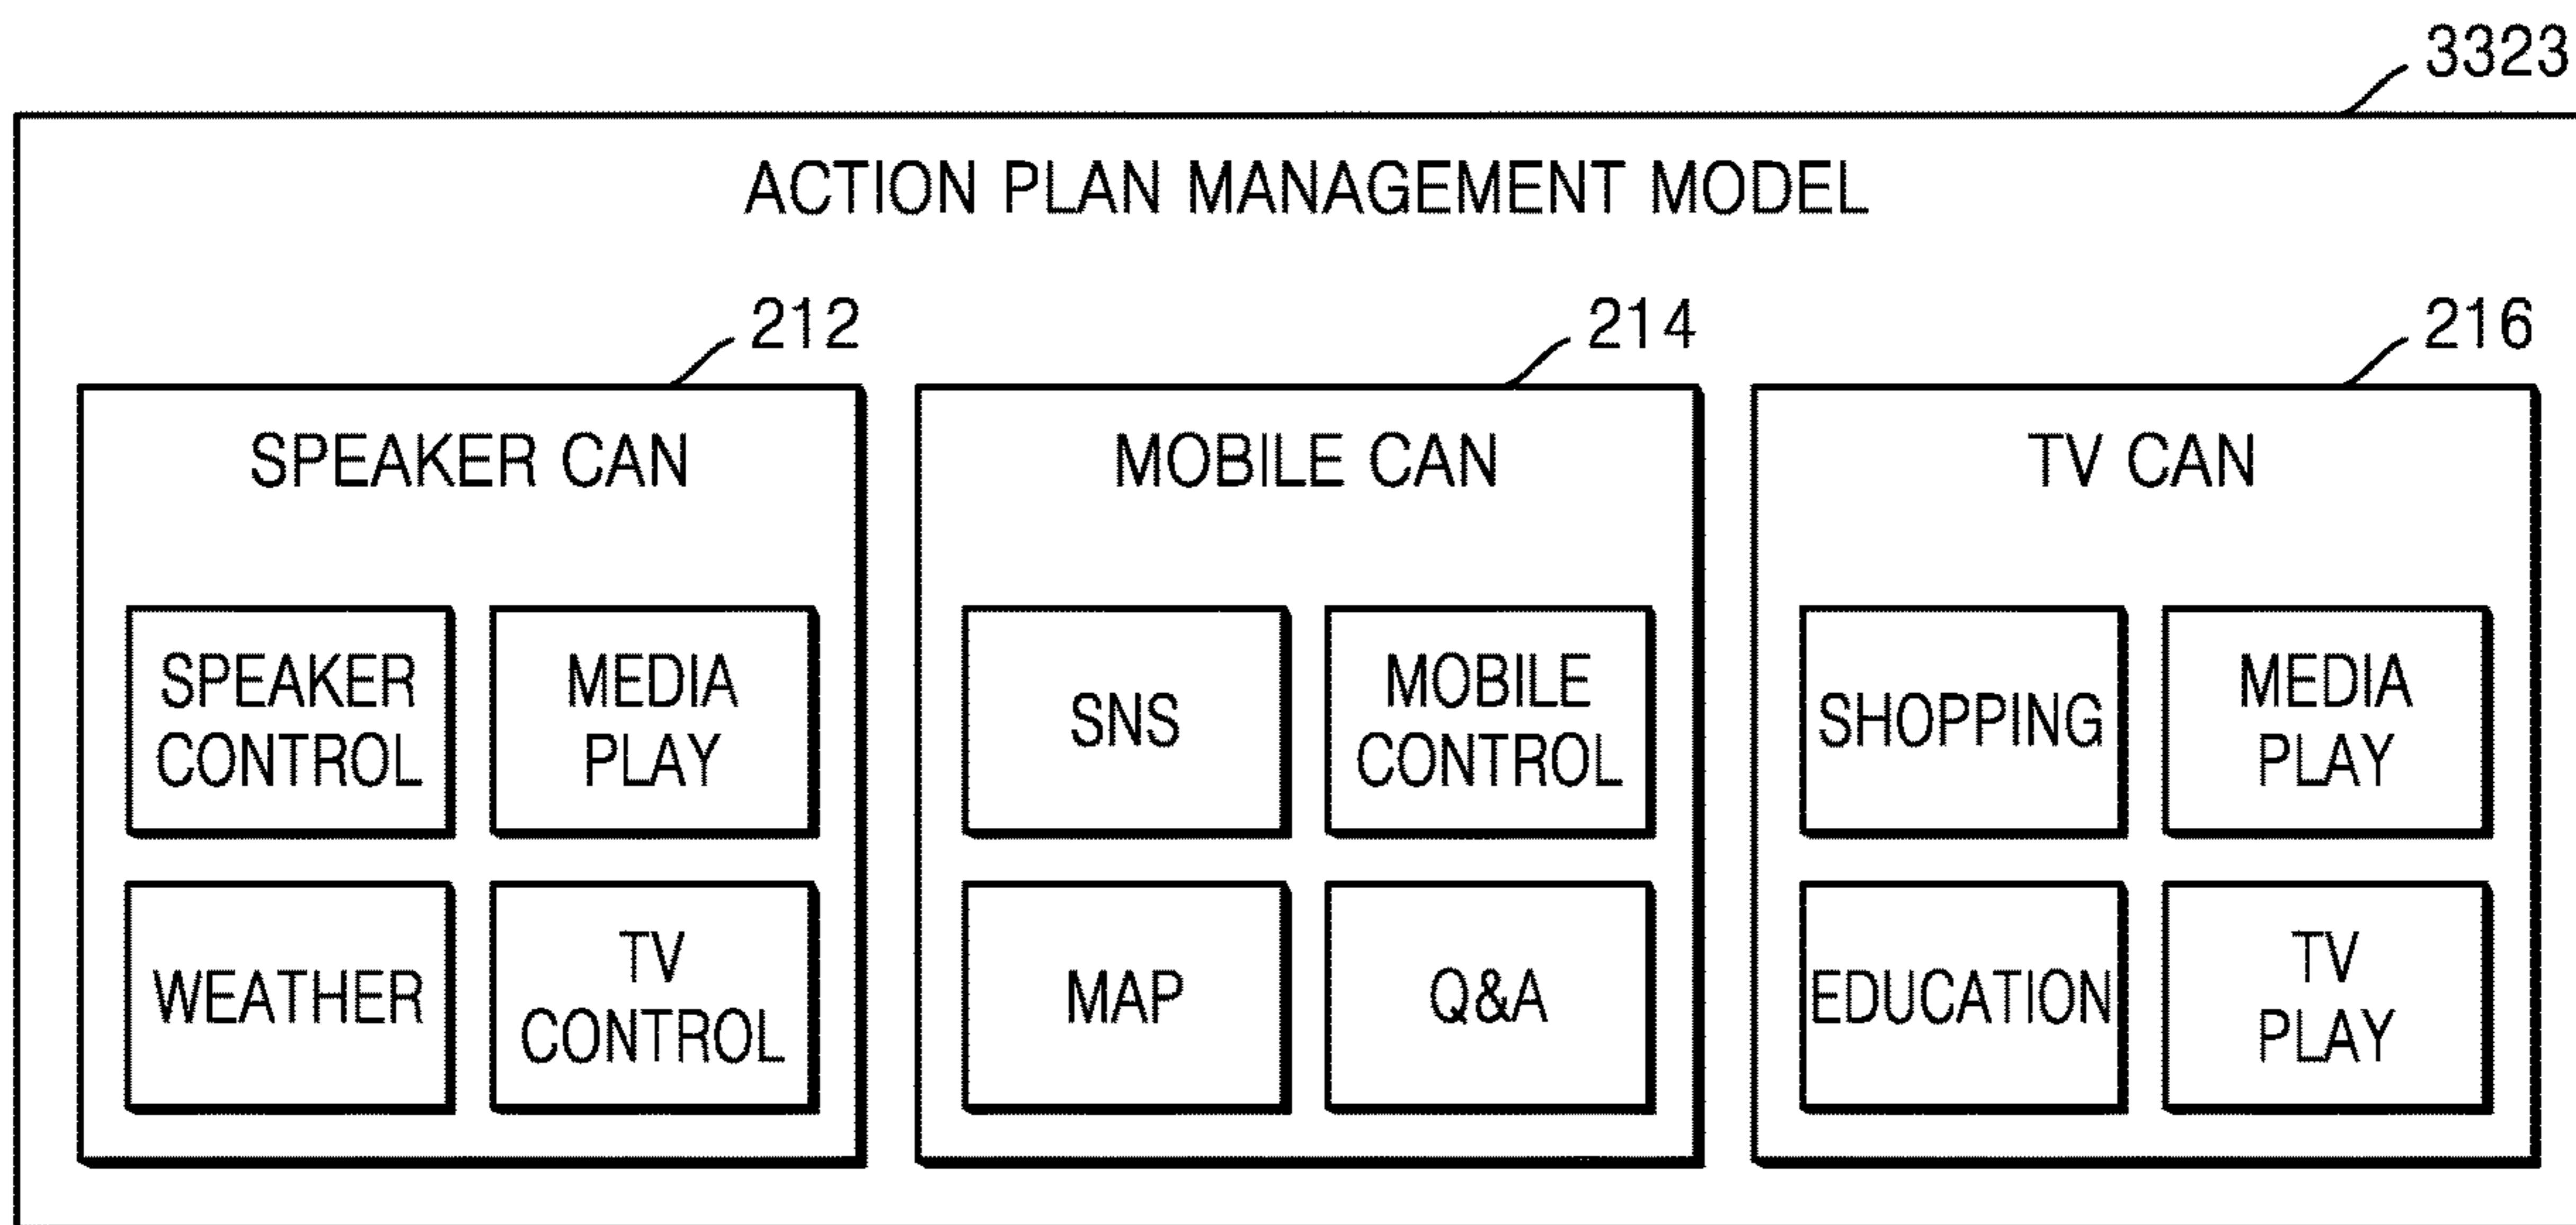 3323
ACTION PLAN MANAGEMENT MODEL
212
SPEAKER CAN
SPEAKER
CONTROL
MEDIA
PLAY
WEATHER
TV
CONTROL
214
MOBILE CAN
SNS
MOBILE
CONTROL
MAP
Q&A
216
TV CAN
SHOPPING
MEDIA
PLAY
EDUCATION
TV
PLAY